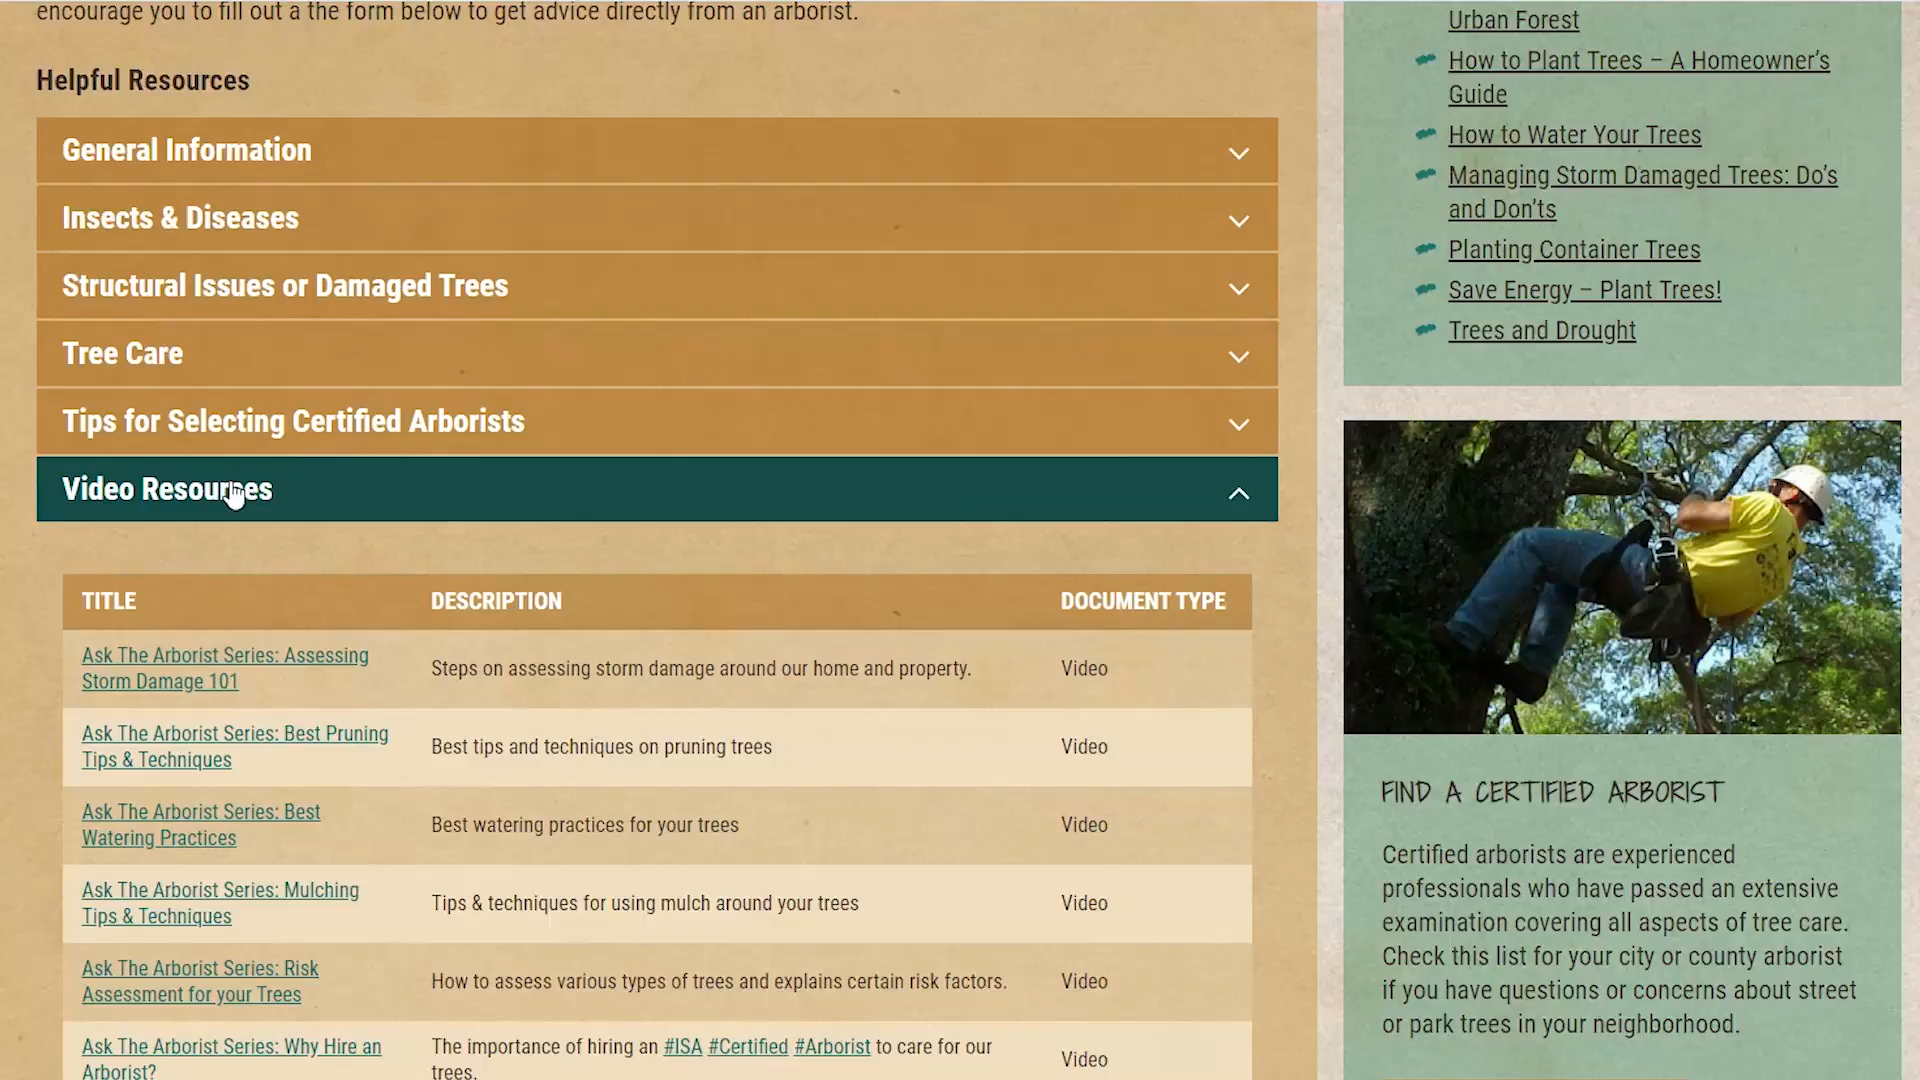 encourage you to fill out a the form below to get advice directly from an arborist.
Helpful Resources
General Information
Insects & Diseases
Structural Issues or Damaged Trees
Tree Care
Tips for Selecting Certified Arborists
Video Resources
TITLE DESCRIPTION DOCUMENT TYPE
Ask The Arborist Series: Assessing
Storm Damage 101
Steps on assessing storm damage around our home and property.
Video
Ask The Arborist Series: Best Pruning
Tips & Techniques
Best tips and techniques on pruning trees
Video
Ask The Arborist Series: Best
Watering Practices
Best watering practices for your trees
Video
Ask The Arborist Series: Mulching
Tips & Techniques
Tips & techniques for using mulch around your trees
Video
Ask The Arborist Series: Risk
Assessment for your Trees
How to assess various types of trees and explains certain risk factors.
Video
Ask The Arborist Series: Why Hire an
Arborist?
The importance of hiring an #ISA #Certified #Arborist to care for our
trees.
Video
Urban Forest
How to Plant Trees – A Homeowner’s
Guide
How to Water Your Trees
Managing Storm Damaged Trees: Do’s
and Don’ts
Planting Container Trees
Save Energy – Plant Trees!
Trees and Drought
FIND A CERTIFIED ARBORIST
Certified arborists are experienced
professionals who have passed an extensive
examination covering all aspects of tree care.
Check this list for your city or county arborist
if you have questions or concerns about street
or park trees in your neighborhood.